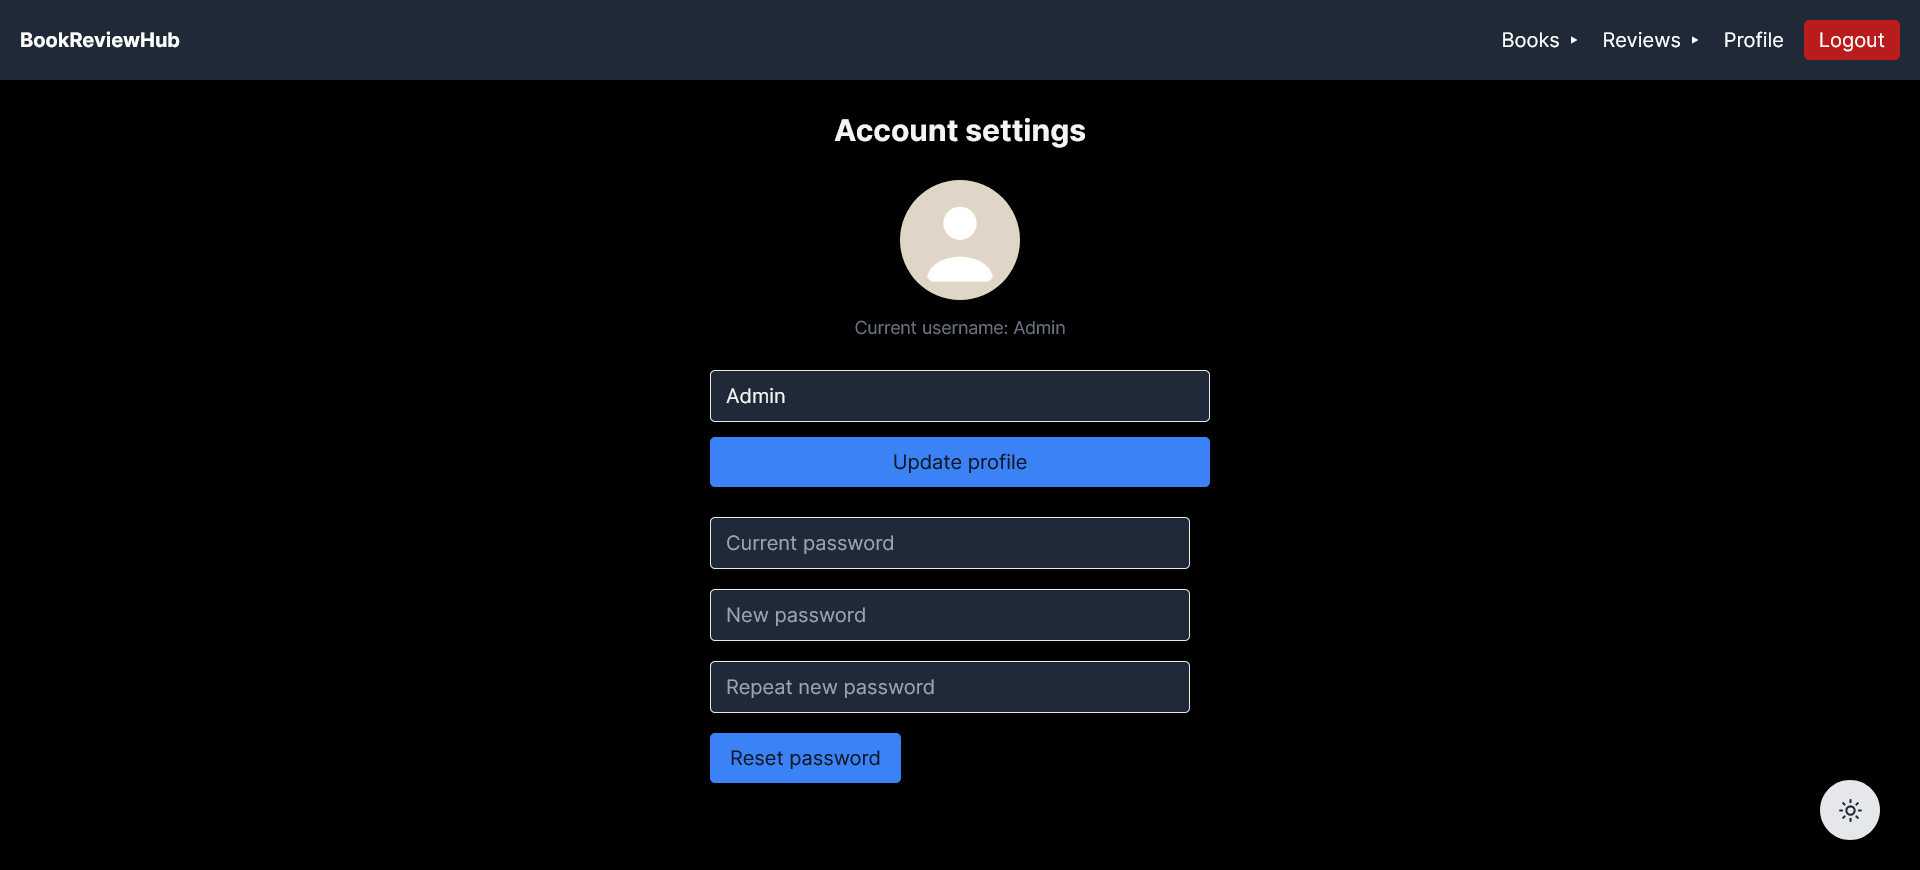 BookReviewHub
Books
Reviews
Profile
Logout
Account settings
Current username: Admin
Admin
Update profile
Current password
New password
Repeat new password
Reset password